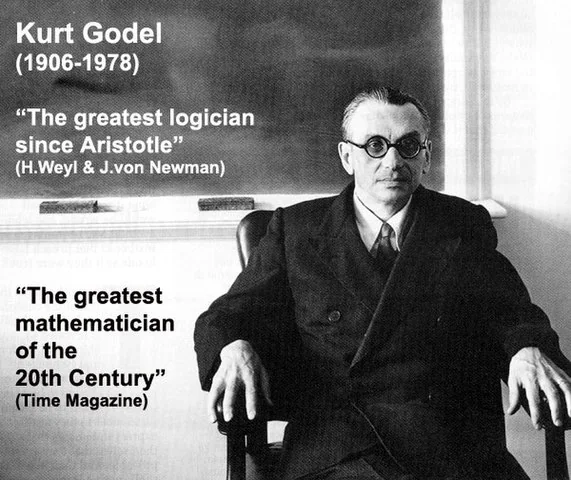 Kurt Godel
(1906-1978)
“The greatest logician
since Aristotle”
(H.Weyl & J.von Newman)
“The greatest
mathematician
of the
20th Century”
(Time Magazine)